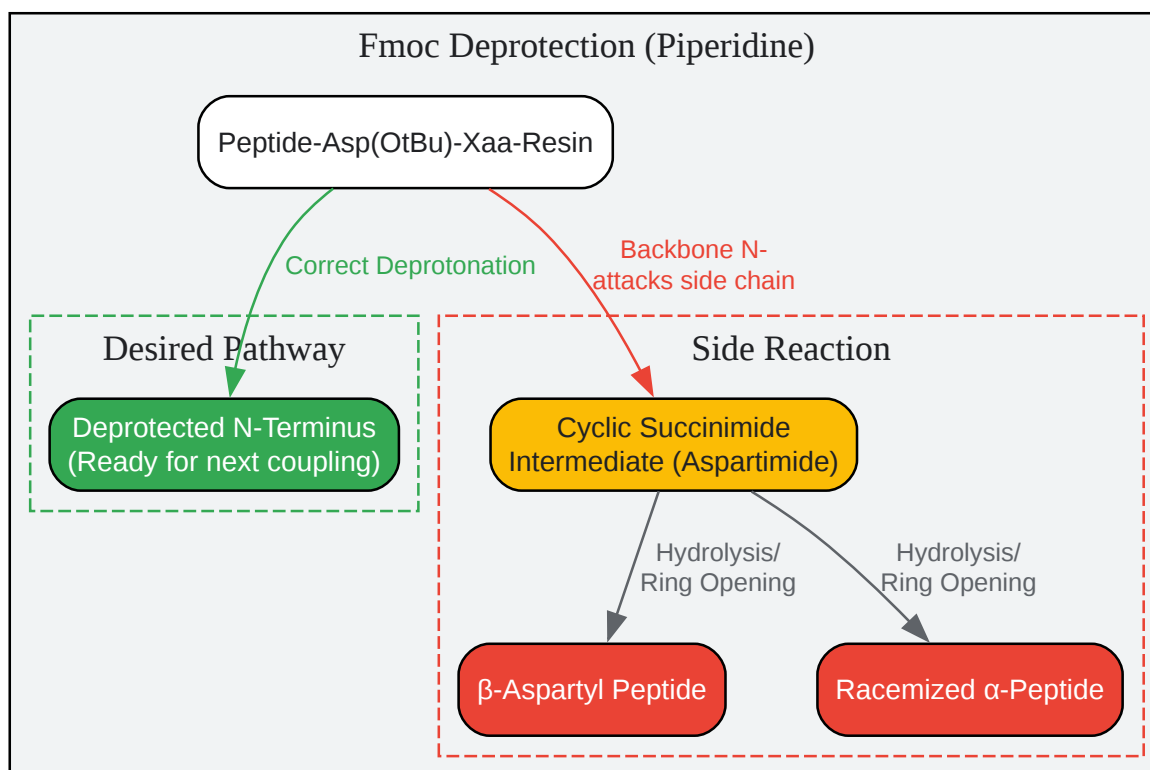 Fmoc Deprotection (Piperidine)
Peptide-Asp(OtBu)-Xaa-Resin
Correct Deprotonation
Backbone N-
attacks side chain
Desired Pathway
Deprotected N-Terminus
(Ready for next coupling)
Side Reaction
Cyclic Succinimide
Intermediate (Aspartimide)
Hydrolysis/
Ring Opening
Hydrolysis/
Ring Opening
β-Aspartyl Peptide
Racemized α-Peptide